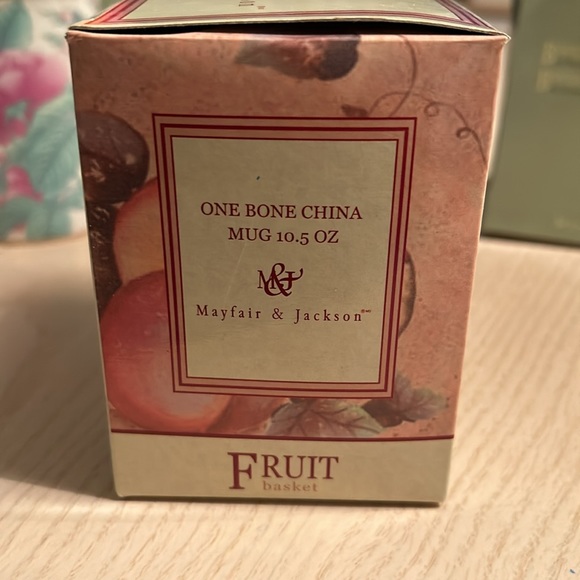 ONE BONE CHINA
MUG 10.5 OZ
M&J
Mayfair & Jackson
FRUIT
basket